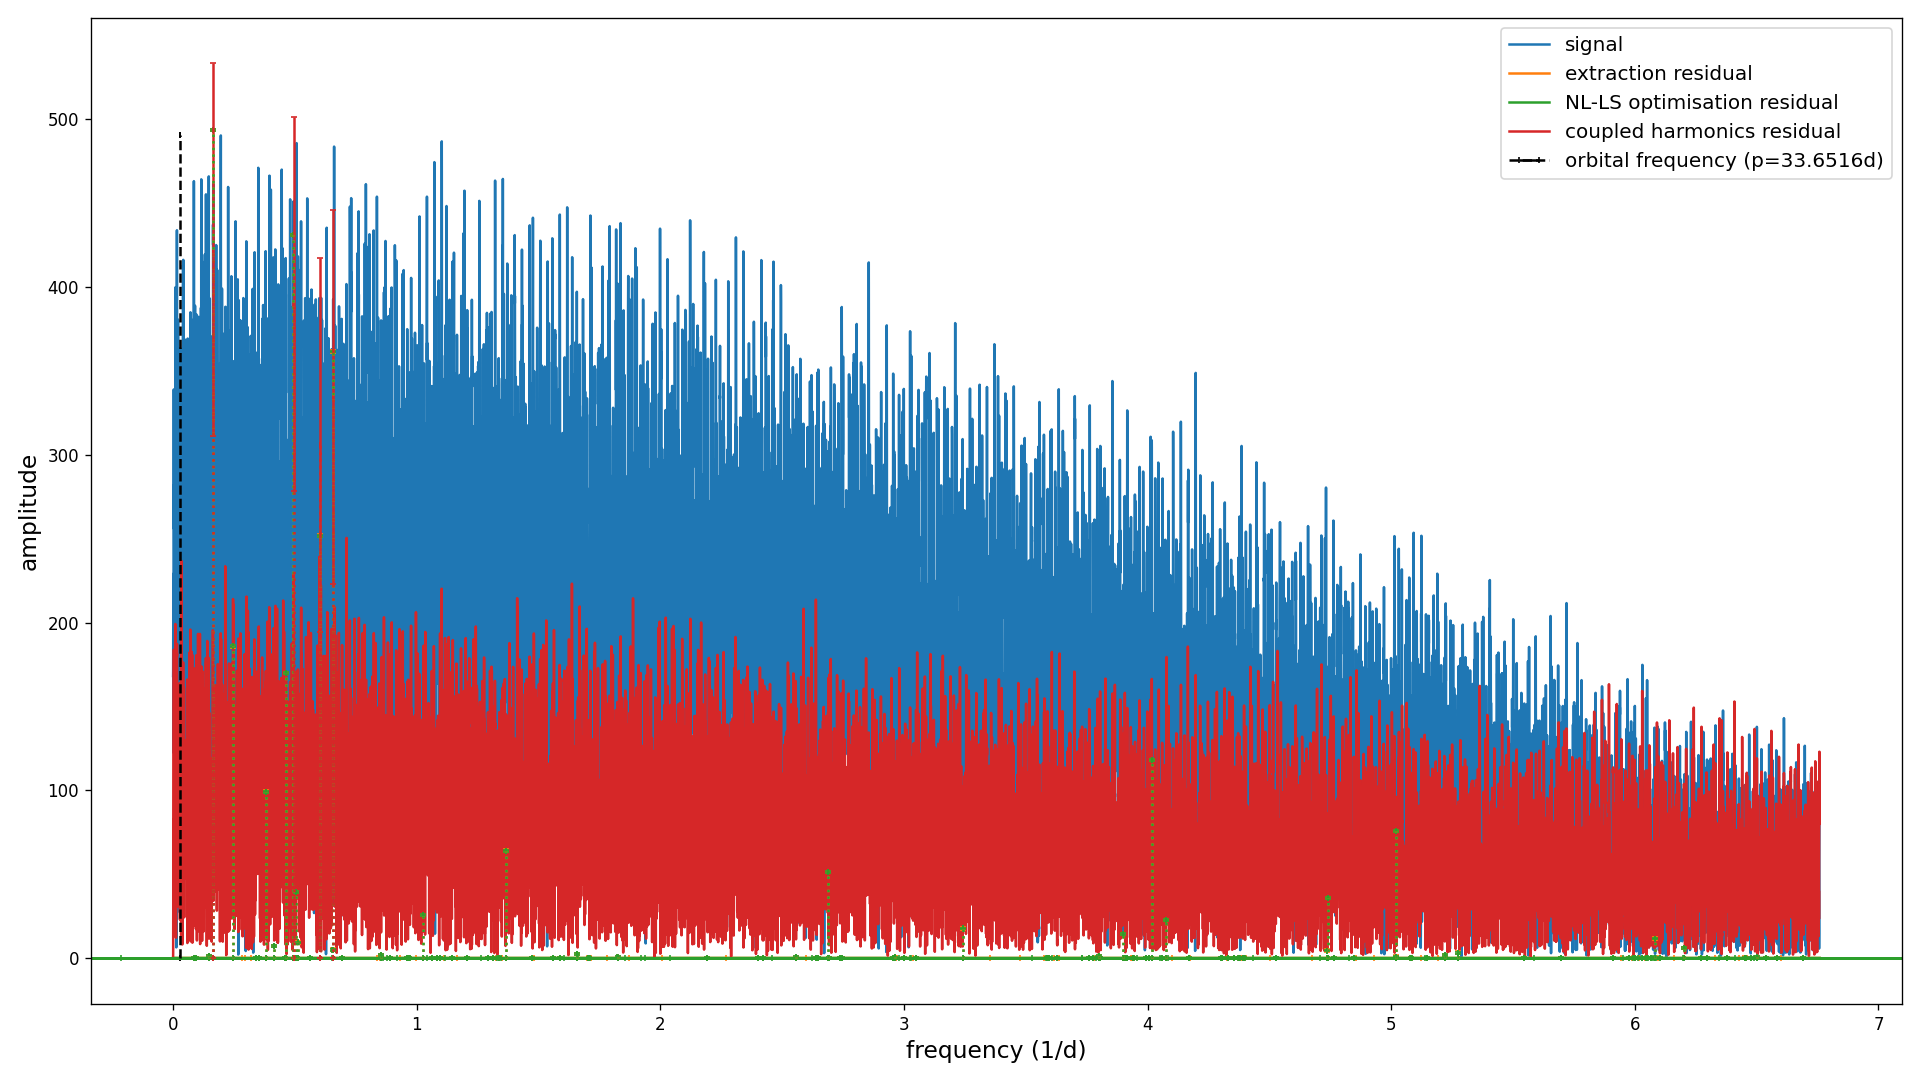 signal
extraction residual
NL-LS optimisation residual
coupled harmonics residual
orbital frequency (p=33.6516d)
amplitude
500
400
300
200
100
0
0 1 2 3 4 5 6 7
frequency (1/d)